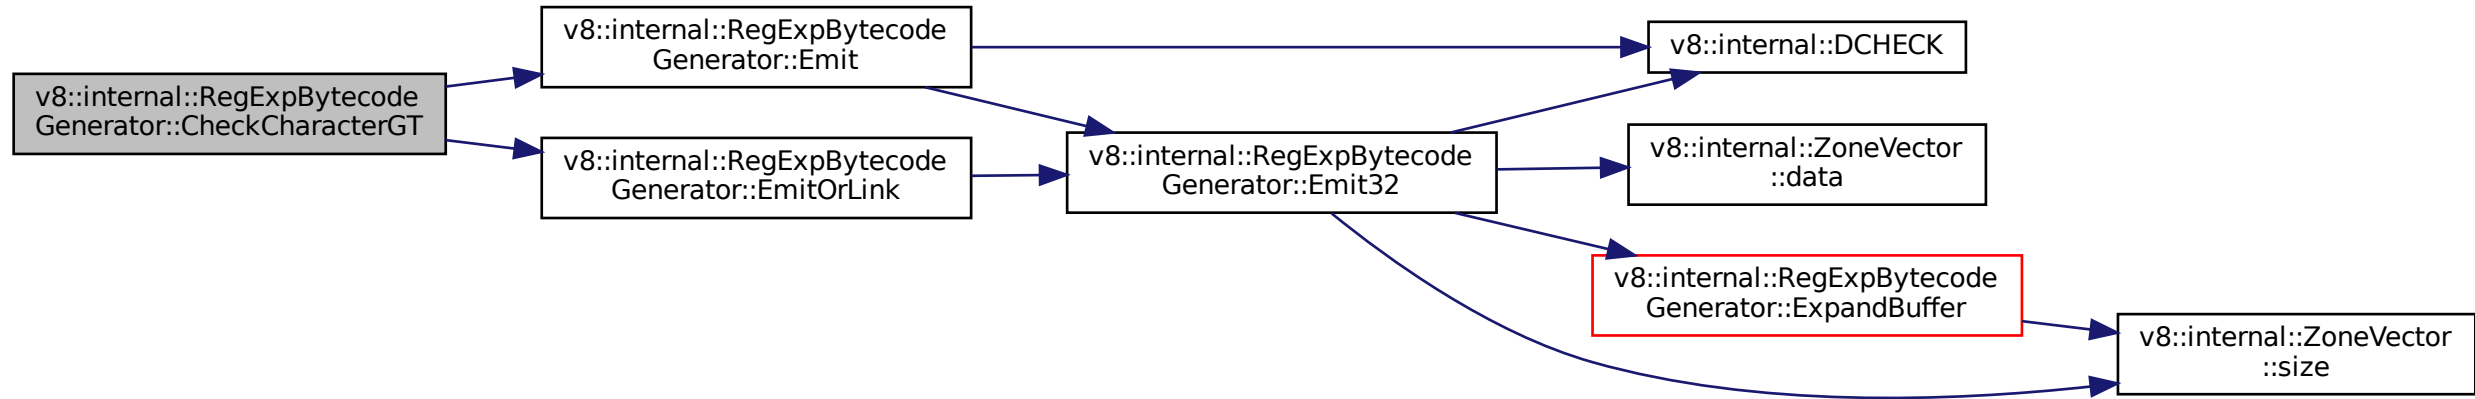 v8::internal::RegExpBytecode
Generator::CheckCharacterGT
v8::internal::RegExpBytecode
Generator::Emit
v8::internal::RegExpBytecode
Generator::EmitOrLink
v8::internal::RegExpBytecode
Generator::Emit32
v8::internal::DCHECK
v8::internal::ZoneVector
::data
v8::internal::RegExpBytecode
Generator::ExpandBuffer
v8::internal::ZoneVector
::size